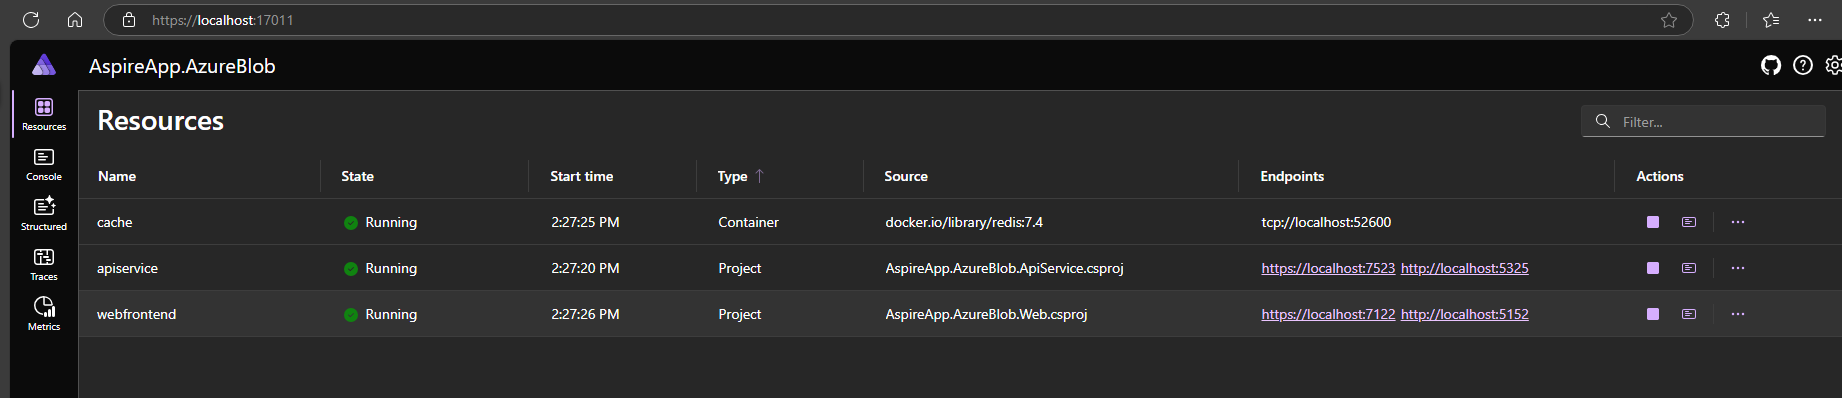 https://localhost:17011
AspireApp.AzureBlob
Resources
Filter...
Resources
Console
Structured
Traces
Metrics
Name State Start time Type Source Endpoints Actions
cache Running 2:27:25 PM Container docker.io/library/redis:7.4 tcp://localhost:52600
apiservice Running 2:27:20 PM Project AspireApp.AzureBlob.ApiService.csproj https://localhost:7523 http://localhost:5325
webfrontend Running 2:27:26 PM Project AspireApp.AzureBlob.Web.csproj https://localhost:7122 http://localhost:5152